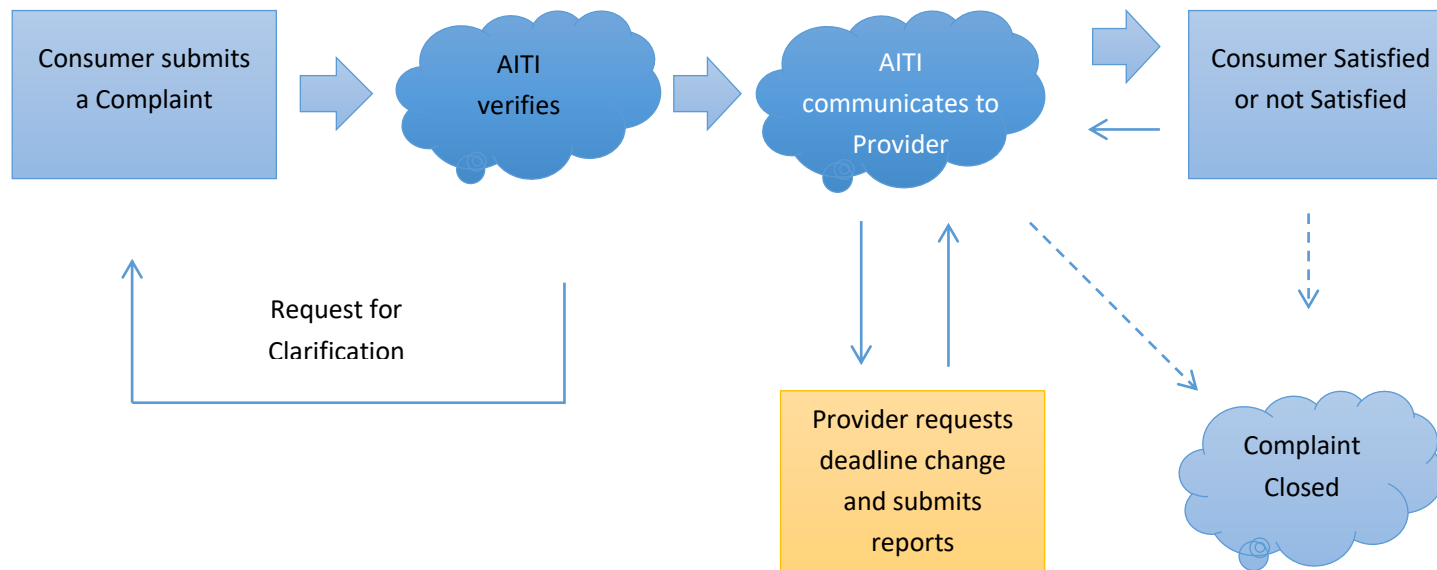 Consumer submits
a Complaint
AITI
verifies
AITI
communicates to
Provider
Consumer Satisfied
or not Satisfied
Request for
Clarification
Provider requests
deadline change
and submits
reports
Complaint
Closed